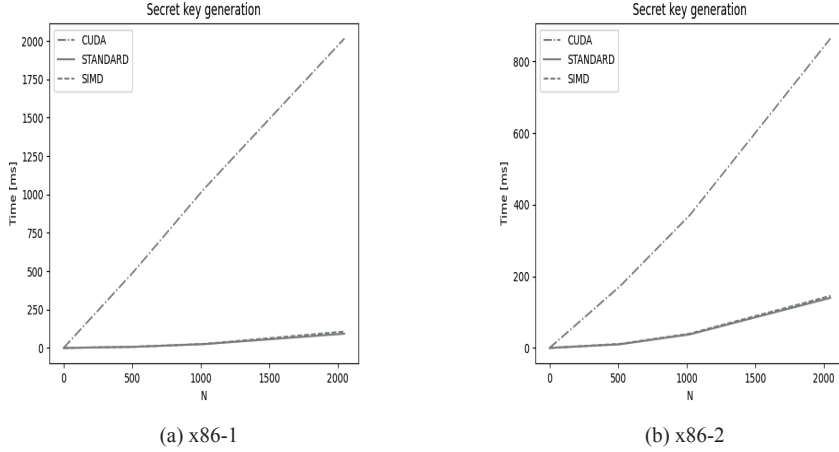 Secret key generation
CUDA
STANDARD
SIMD
2000
1750
1500
1250
1000
750
500
250
0
Time [ms]
0 500 1000 1500 2000
N
(a) x86-1
Secret key generation
CUDA
STANDARD
SIMD
800
600
400
200
0
Time [ms]
0 500 1000 1500 2000
N
(b) x86-2